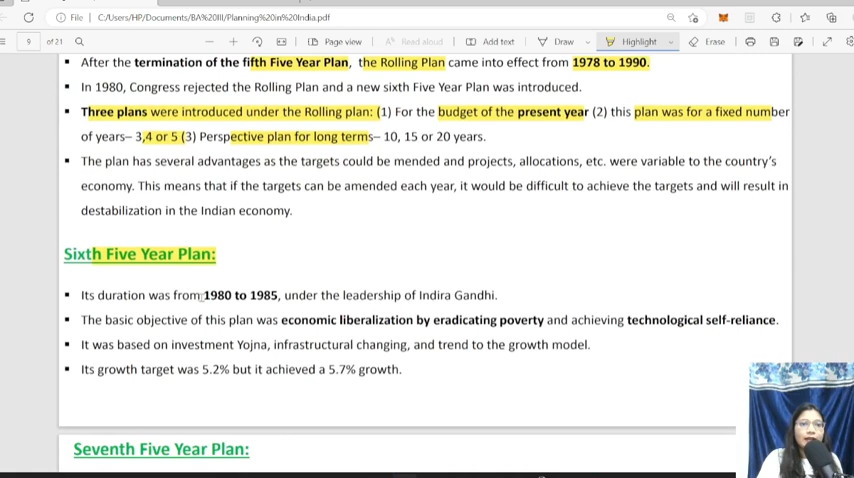 File | C:/Users/HP/Documents/BA%20III/Planning%20in%20India.pdf
9 of 21 Page view Read aloud Add text Draw Highlight Erase
After the termination of the fifth Five Year Plan, the Rolling Plan came into effect from 1978 to 1990.
In 1980, Congress rejected the Rolling Plan and a new sixth Five Year Plan was introduced.
Three plans were introduced under the Rolling plan: (1) For the budget of the present year (2) this plan was for a fixed number
of years– 3,4 or 5 (3) Perspective plan for long terms– 10, 15 or 20 years.
The plan has several advantages as the targets could be mended and projects, allocations, etc. were variable to the country's
economy. This means that if the targets can be amended each year, it would be difficult to achieve the targets and will result in
destabilization in the Indian economy.
Sixth Five Year Plan:
Its duration was from 1980 to 1985, under the leadership of Indira Gandhi.
The basic objective of this plan was economic liberalization by eradicating poverty and achieving technological self-reliance.
It was based on investment Yojna, infrastructural changing, and trend to the growth model.
Its growth target was 5.2% but it achieved a 5.7% growth.
Seventh Five Year Plan: